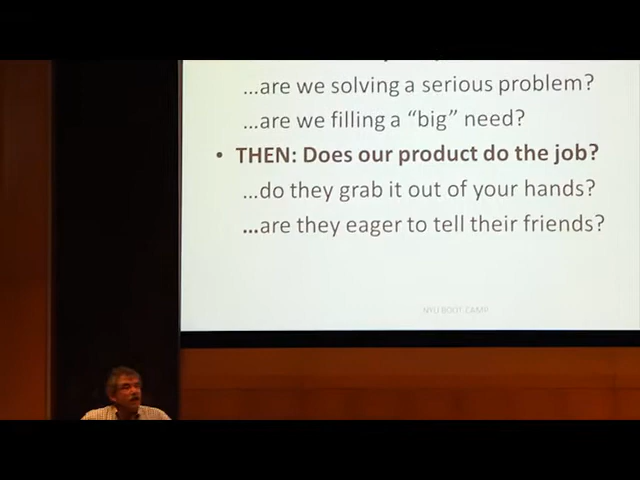 ...are we solving a serious problem?
...are we filling a “big” need?
• THEN: Does our product do the job?
...do they grab it out of your hands?
...are they eager to tell their friends?
NYU BOOT CAMP